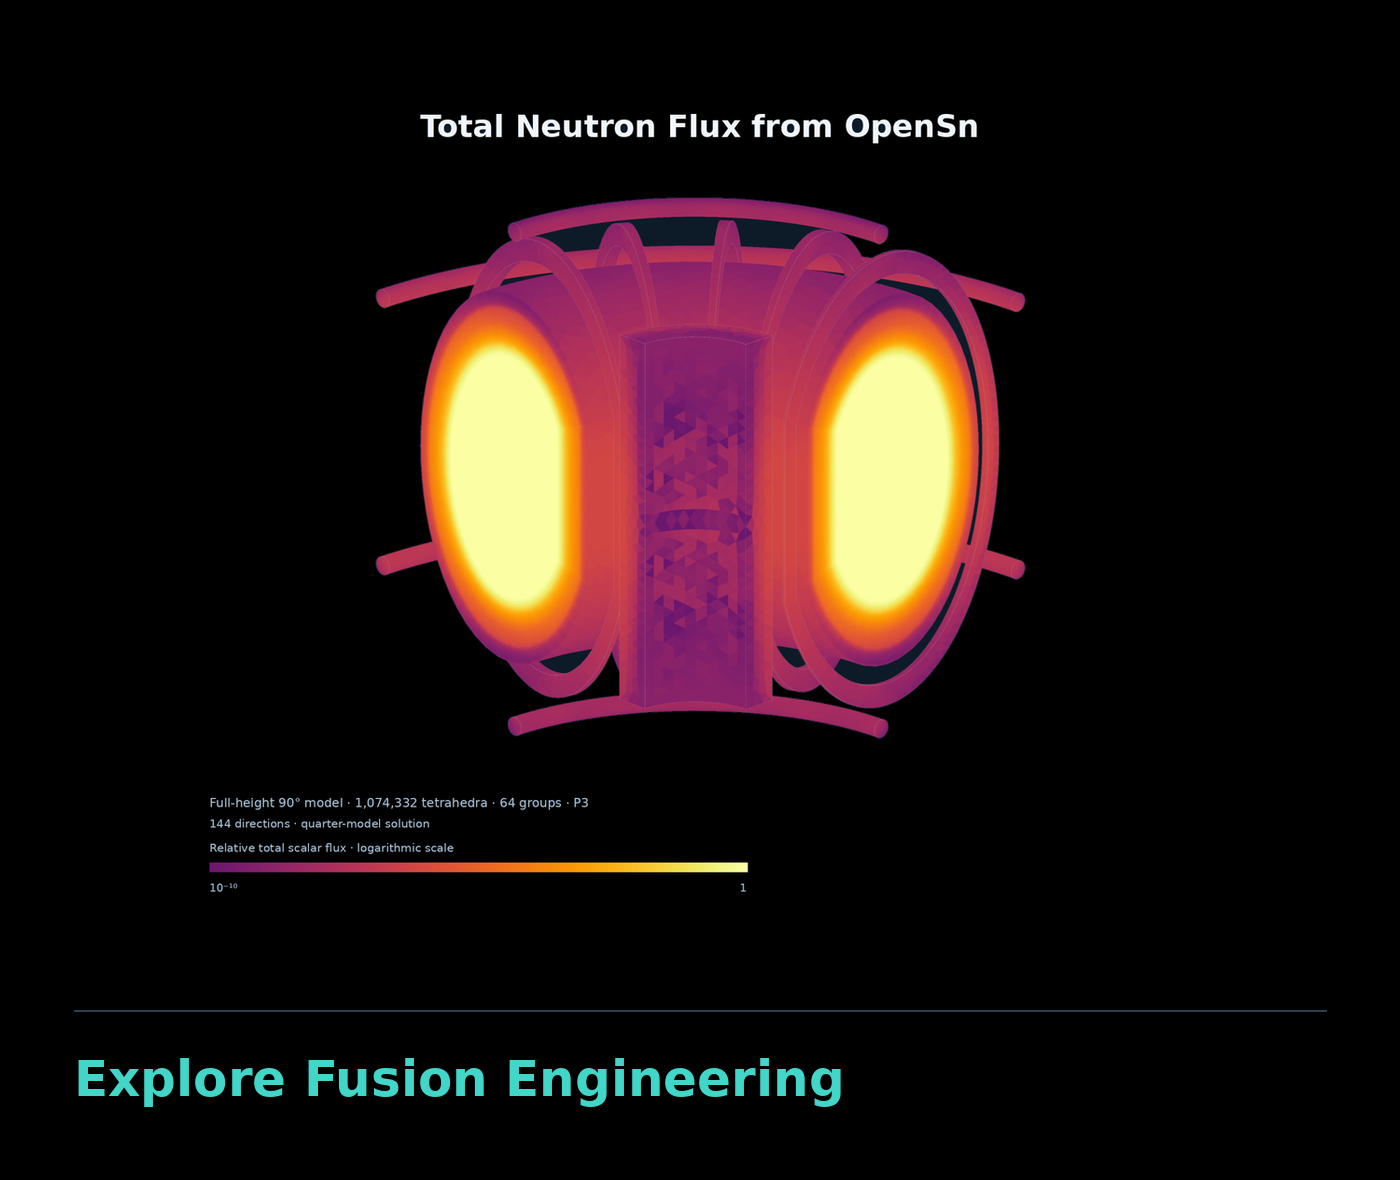 Total Neutron Flux from OpenSn
Full-height 90° model · 1,074,332 tetrahedra · 64 groups · P3
144 directions · quarter-model solution
Relative total scalar flux · logarithmic scale
10⁻¹⁰ 1
Explore Fusion Engineering